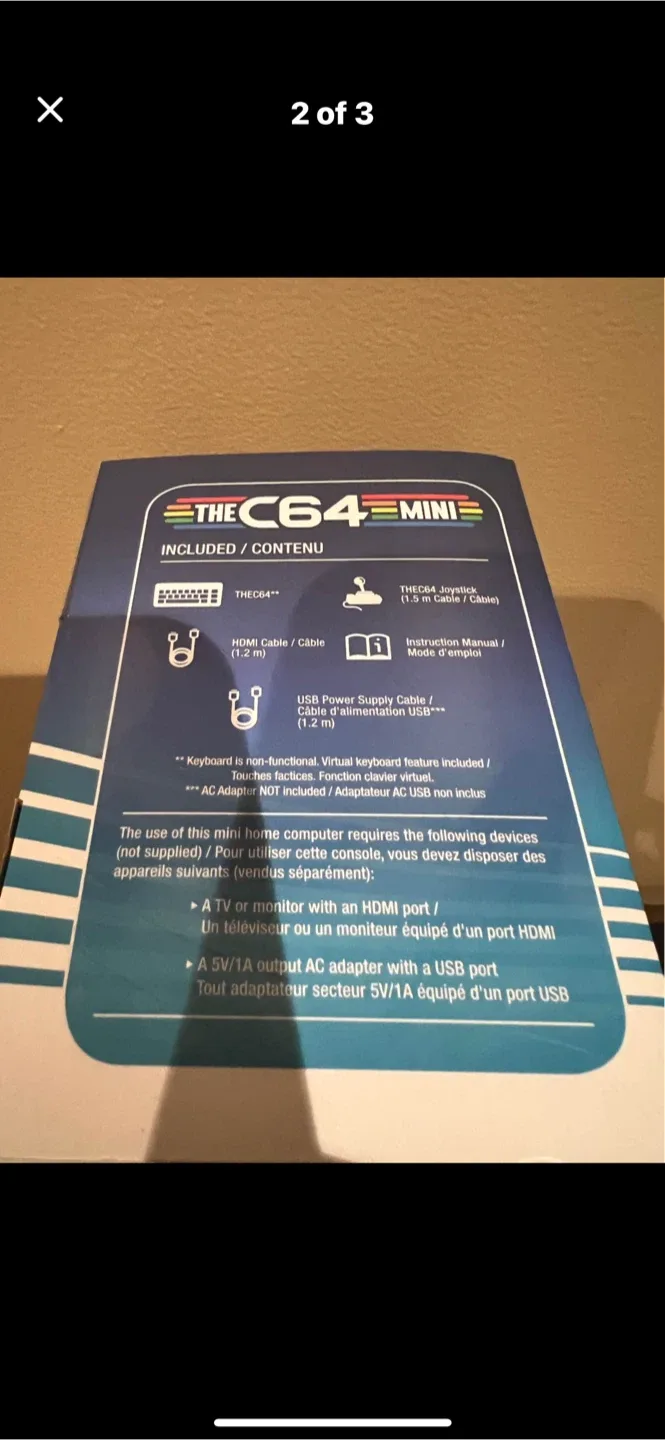 2 of 3
THE C64 MINI
INCLUDED / CONTENU
THEC64**
THEC64 Joystick
(1.5 m Cable / Câble)
HDMI Cable / Câble
(1.2 m)
Instruction Manual /
Mode d'emploi
USB Power Supply Cable /
Câble d'alimentation USB***
(1.2 m)
** Keyboard is non-functional. Virtual keyboard feature included /
Touches factices. Fonction clavier virtuel.
*** AC Adapter NOT included / Adaptateur AC USB non inclus
The use of this mini home computer requires the following devices
(not supplied) / Pour utiliser cette console, vous devez disposer des
appareils suivants (vendus séparément):
▸ A TV or monitor with an HDMI port /
Un téléviseur ou un moniteur équipé d'un port HDMI
▸ A 5V/1A output AC adapter with a USB port
Tout adaptateur secteur 5V/1A équipé d'un port USB